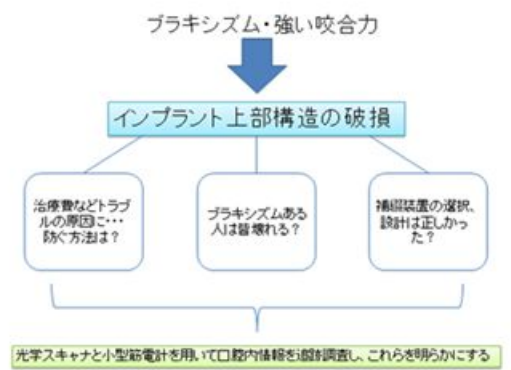 ブラキシズム・強い咬合力
インプラント上部構造の破損
治療費などトラブ
ルの原因に・・・
防ぐ方法は？
ブラキシズムある
人は皆壊れる？
補綴装置の選択、
設計は正しかっ
た？
光学スキャナと小型筋電計を用いて口腔内情報を追跡調査し、これらを明らかにする